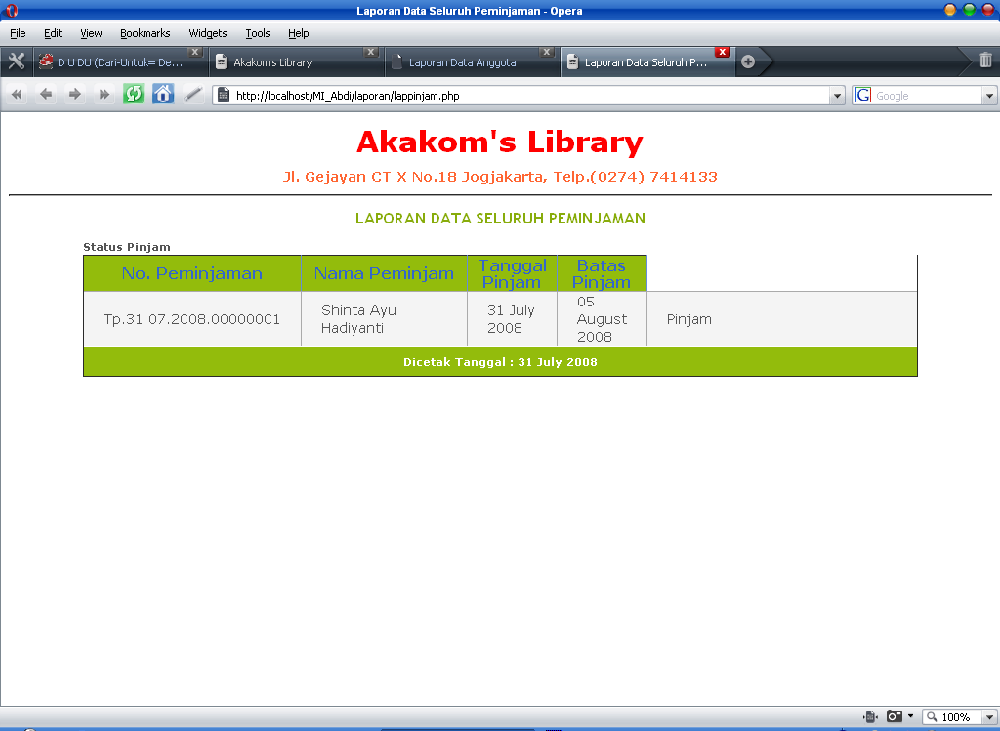 Laporan Data Seluruh Peminjaman - Opera
File Edit View Bookmarks Widgets Tools Help
D U DU (Dari-Untuk= De... Akakom's Library Laporan Data Anggota Laporan Data Seluruh P...
http://localhost/MI_Abdi/laporan/lappinjam.php G Google
Akakom's Library
Jl. Gejayan CT X No.18 Jogjakarta, Telp.(0274) 7414133
LAPORAN DATA SELURUH PEMINJAMAN
Status Pinjam
No. Peminjaman Nama Peminjam Tanggal Pinjam Batas Pinjam
Tp.31.07.2008.00000001 Shinta Ayu Hadiyanti 31 July 2008 05 August 2008 Pinjam
Dicetak Tanggal : 31 July 2008
100%